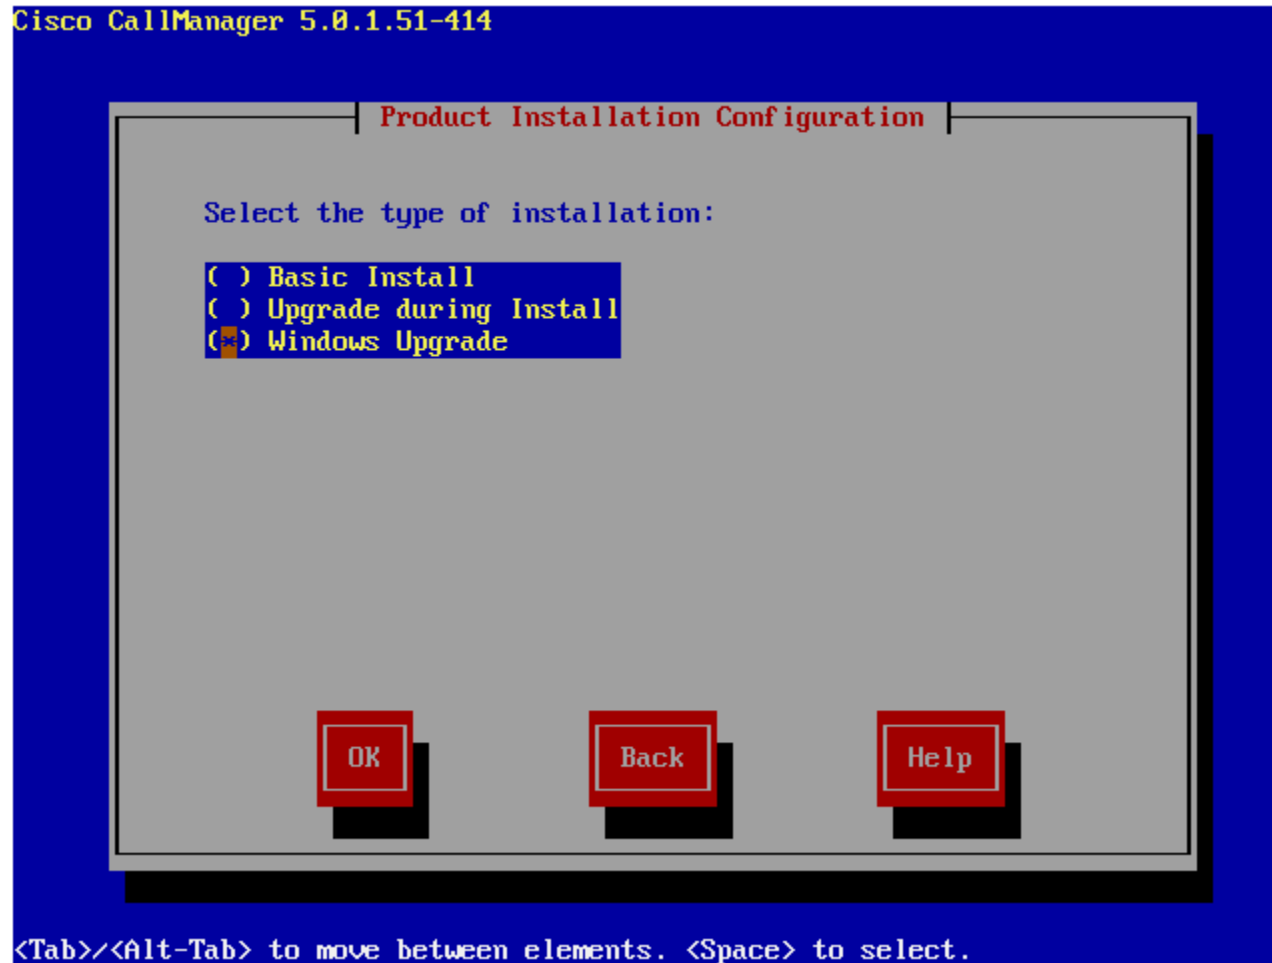 Cisco CallManager 5.0.1.51-414
Product Installation Configuration
Select the type of installation:
( ) Basic Install
( ) Upgrade during Install
(*) Windows Upgrade
OK
Back
Help
<Tab>/<Alt-Tab> to move between elements. <Space> to select.